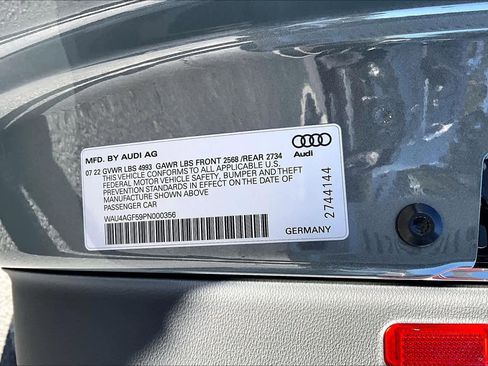 MFD. BY AUDI AG
07 22 GVWR LBS 4993 GAWR LBS FRONT 2568 /REAR 2734
THIS VEHICLE CONFORMS TO ALL APPLICABLE U.S.
FEDERAL MOTOR VEHICLE SAFETY, BUMPER AND THEFT
PREVENTION STANDARDS IN EFFECT ON THE DATE OF
MANUFACTURE SHOWN ABOVE
PASSENGER CAR
WAU4AGF59PN000356
Audi
2744144
GERMANY